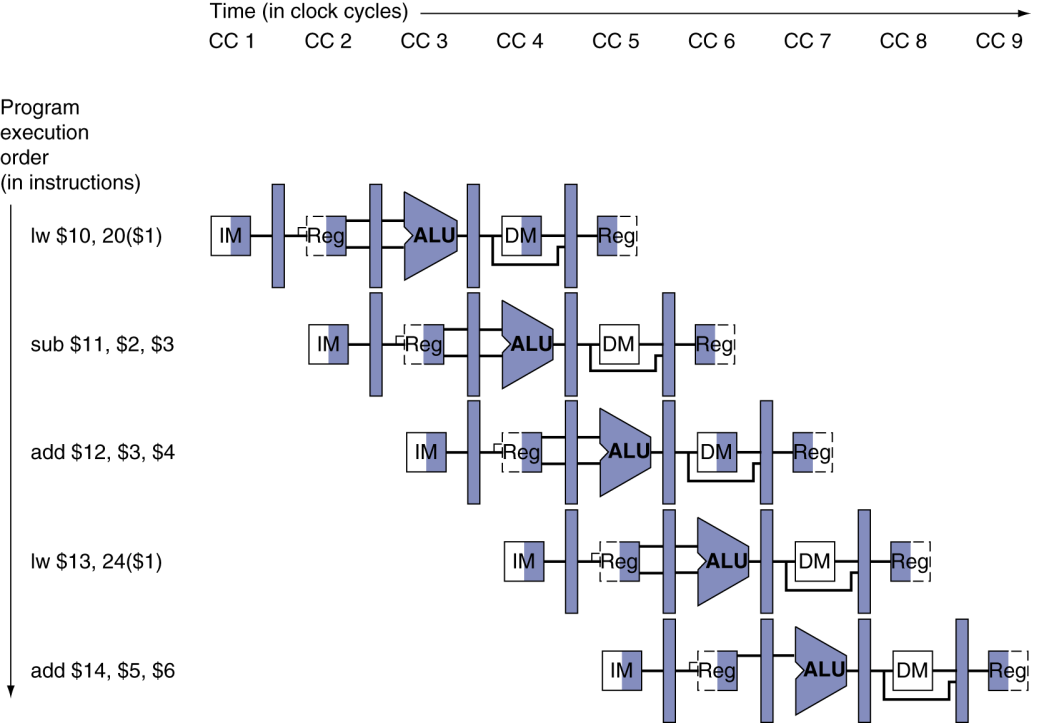 Time (in clock cycles)
CC 1 CC 2 CC 3 CC 4 CC 5 CC 6 CC 7 CC 8 CC 9
Program
execution
order
(in instructions)
lw $10, 20($1) IM Reg ALU DM Reg
sub $11, $2, $3 IM Reg ALU DM Reg
add $12, $3, $4 IM Reg ALU DM Reg
lw $13, 24($1) IM Reg ALU DM Reg
add $14, $5, $6 IM Reg ALU DM Reg